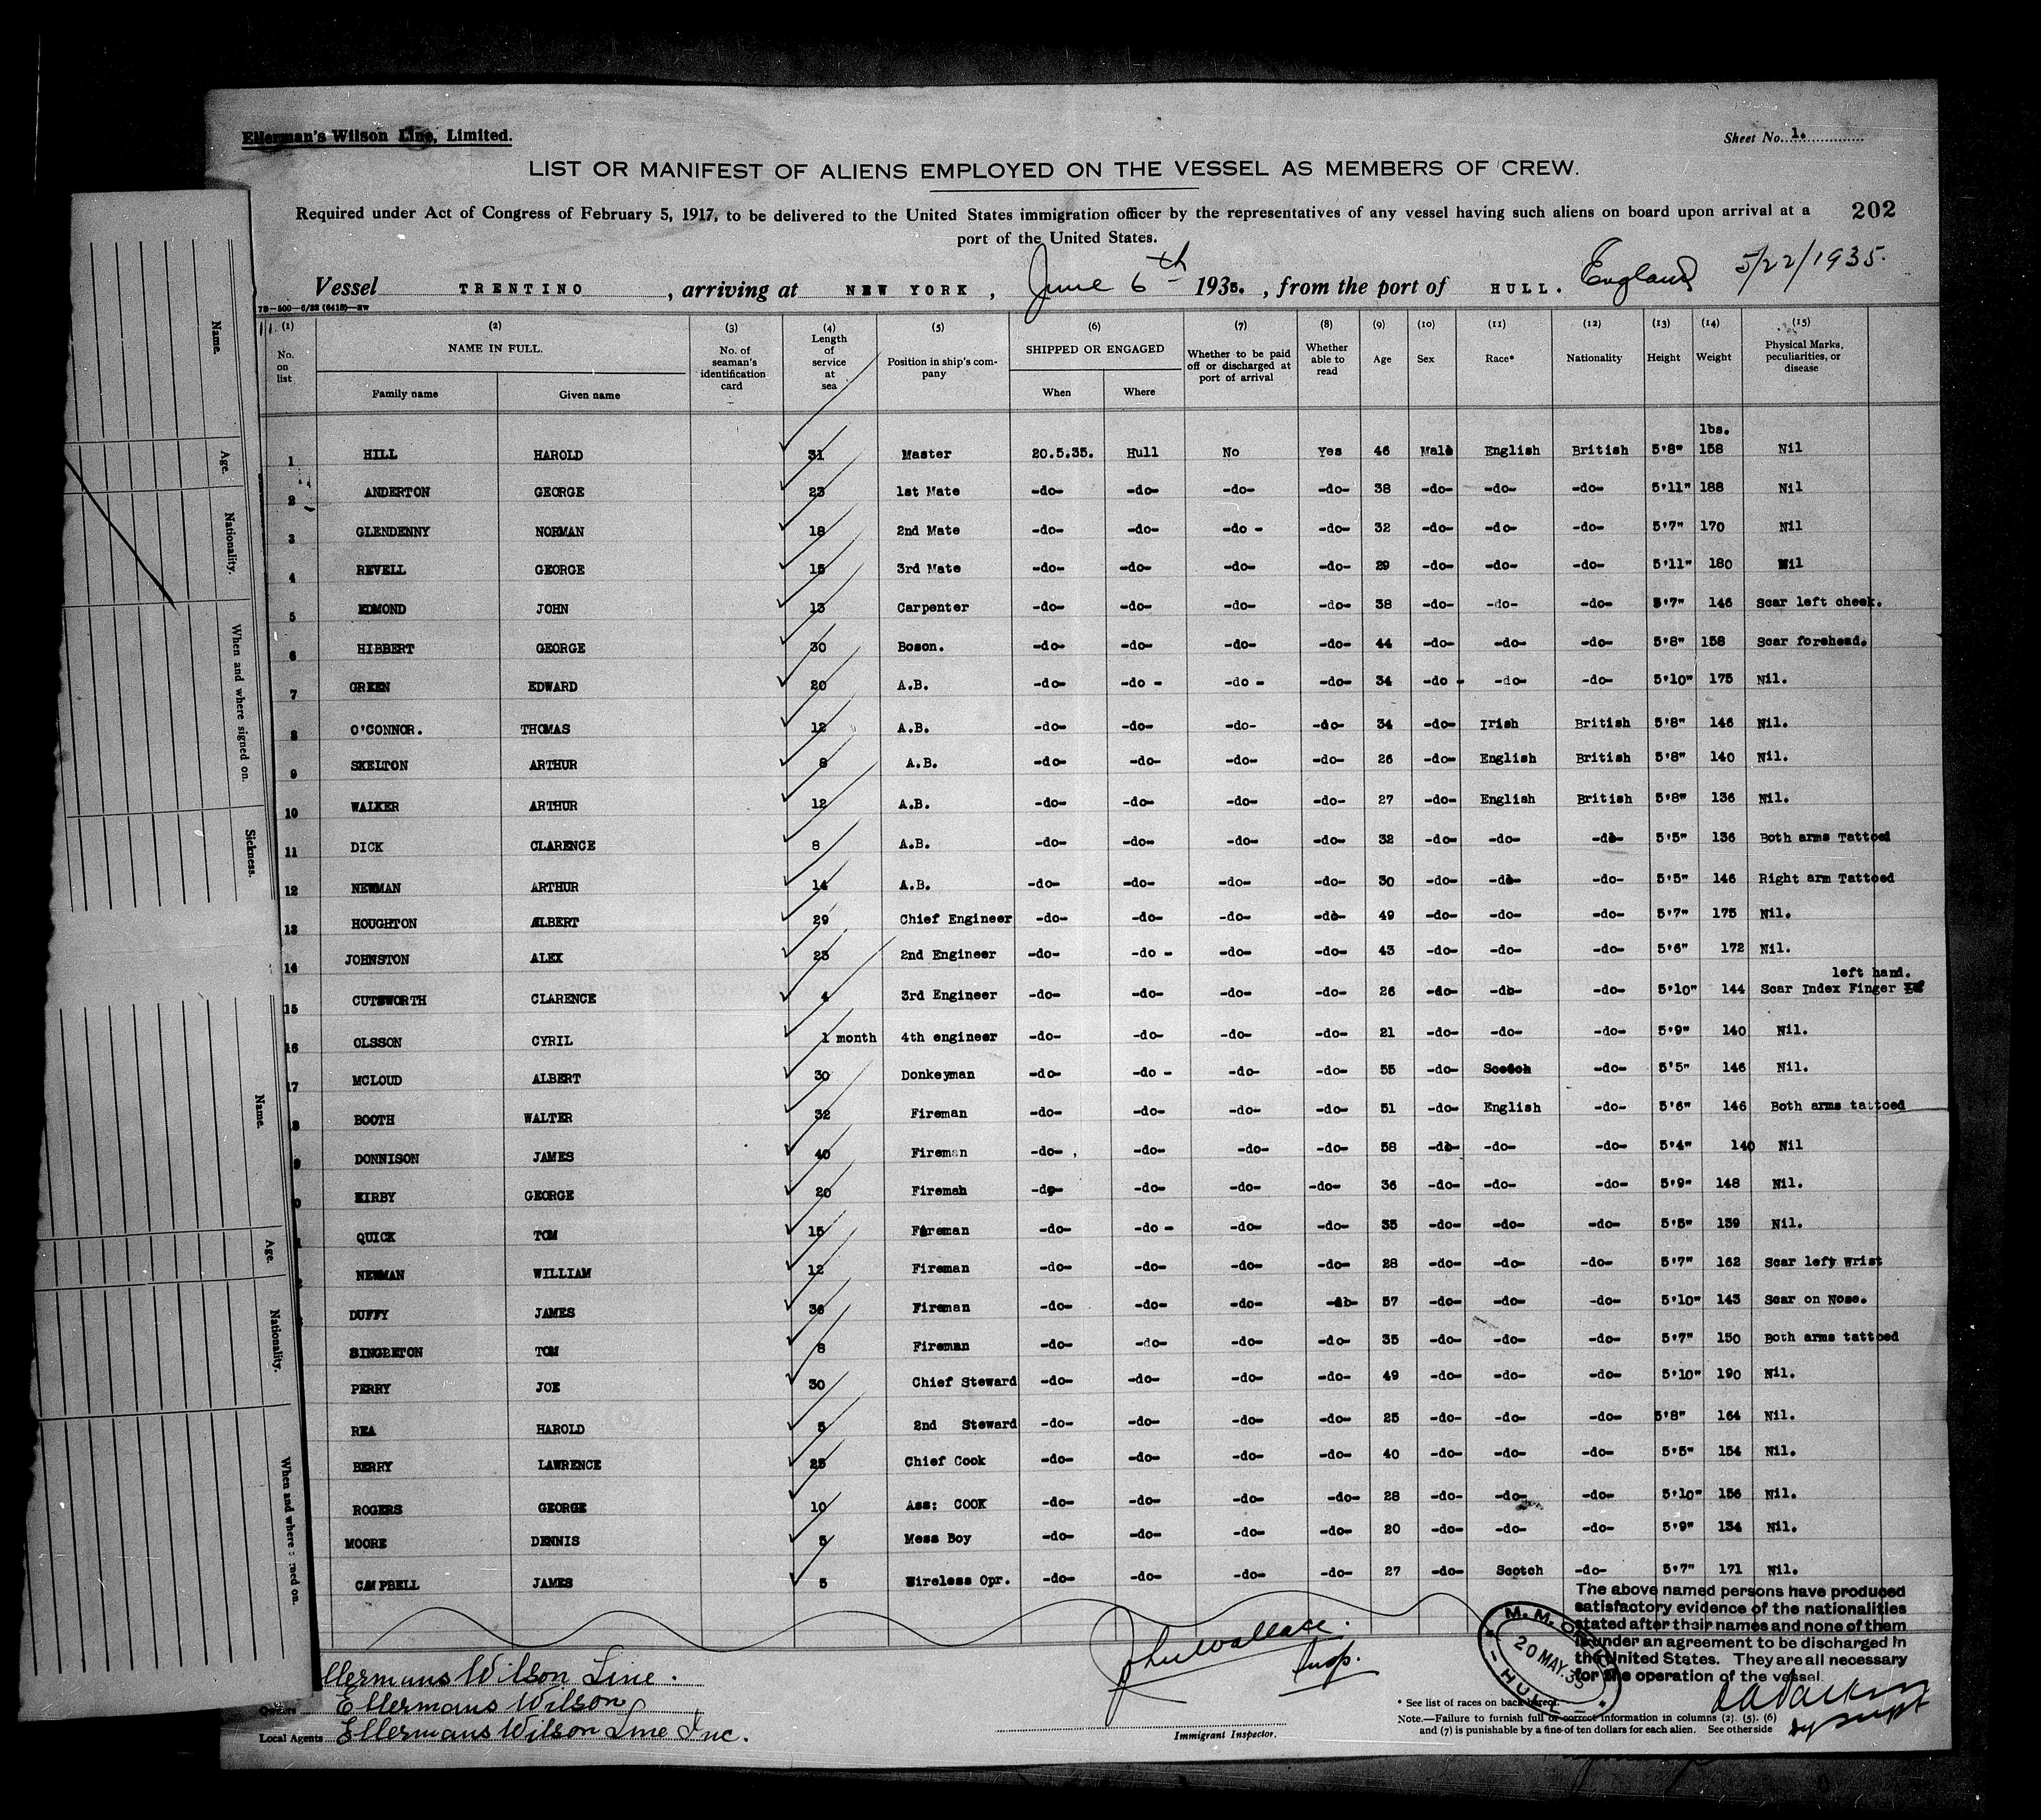 Ellerman's Wilson Line, Limited.
Sheet No. 1.
LIST OR MANIFEST OF ALIENS EMPLOYED ON THE VESSEL AS MEMBERS OF CREW.
Required under Act of Congress of February 5, 1917, to be delivered to the United States immigration officer by the representatives of any vessel having such aliens on board upon arrival at a
port of the United States.
202
Vessel TRENTINO, arriving at NEW YORK, June 6th 1935., from the port of HULL. England 5/22/1935.
(1) (2) (3) (4) (5) (6) (7) (8) (9) (10) (11) (12) (13) (14) (15)
No. on list NAME IN FULL. Family name Given name No. of seaman's identification card Length of service at sea Position in ship's company SHIPPED OR ENGAGED When Where Whether to be paid off or discharged at port of arrival Whether able to read Age Sex Race* Nationality Height Weight Physical Marks, peculiarities, or disease
lbs.
1 HILL HAROLD 31 Master 20.5.35. Hull No Yes 46 Male English British 5'8" 158 Nil
2 ANDERTON GEORGE 23 1st Mate -do- -do- -do- -do- 38 -do- -do- -do- 5'11" 188 Nil
3 GLENDENNY NORMAN 18 2nd Mate -do- -do- -do - -do- 32 -do- -do- -do- 5'7" 170 Nil
4 REVELL GEORGE 15 3rd Mate -do- -do- -do- -do- 29 -do- -do- -do- 5'11" 180 Nil
5 EDMOND JOHN 13 Carpenter -do- -do- -do- -do- 38 -do- -do- -do- 5'7" 146 Scar left cheek.
6 HIBBERT GEORGE 30 Boson. -do- -do- -do- -do- 44 -do- -do- -do- 5'8" 158 Scar forehead.
7 GREEN EDWARD 20 A.B. -do- -do - -do - -do- 34 -do - -do- -do- 5'10" 175 Nil.
8 O'CONNOR. THOMAS 12 A.B. -do- -do- -do- -do- 34 -do- Irish British 5'8" 146 Nil.
9 SKELTON ARTHUR 8 A.B. -do- -do- -do- -do- 26 -do- English British 5'8" 140 Nil.
10 WALKER ARTHUR 12 A.B. -do- -do- -do- -do- 27 -do- English British 5'8" 136 Nil.
11 DICK CLARENCE 8 A.B. -do- -do- -do- -do- 32 -do- -do- -do- 5'5" 136 Both arms Tattoed
12 NEWMAN ARTHUR 14 A.B. -do- -do- -do- -do- 30 -do- -do- -do- 5'5" 146 Right arm Tattoed
13 HOUGHTON ALBERT 29 Chief Engineer -do- -do- -do- -do- 49 -do- -do- -do- 5'7" 175 Nil.
14 JOHNSTON ALEX 23 2nd Engineer -do- -do - -do- -do- 43 -do- -do- -do- 5'6" 172 Nil.
left hand.
15 CUTSWORTH CLARENCE 4 3rd Engineer -do- -do- -do- -do- 26 -do- -do- -do- 5'10" 144 Scar Index Finger
16 OLSSON CYRIL 1 month 4th engineer -do- -do- -do- -do- 21 -do- -do- -do- 5'9" 140 Nil.
17 MCLOUD ALBERT 30 Donkeyman -do- -do - -do- -do- 55 -do- Scotch -do- 5'5" 146 Nil.
8 BOOTH WALTER 32 Fireman -do- -do- -do- -do- 51 -do- English -do- 5'6" 146 Both arms tattoed
9 DONNISON JAMES 40 Fireman -do- -do- -do- -do- 58 -do- -do- -do- 5'4" 140 Nil
0 KIRBY GEORGE 20 Fireman -do- -do- -do- -do- 36 -do- -do- -do- 5'9" 148 Nil.
QUICK TOM 15 Fireman -do- -do - -do- -do- 35 -do- -do- -do- 5'5" 139 Nil.
NEWMAN WILLIAM 12 Fireman -do- -do- -do- -do- 28 -do- -do- -do- 5'7" 162 Scar left Wrist
DUFFY JAMES 36 Fireman -do- -do- -do- -do- 57 -do- -do- -do- 5'10" 143 Scar on Nose.
SINGLETON TOM 8 Fireman -do- -do- -do- -do- 35 -do- -do- -do- 5'7" 150 Both arms tattoed
PERRY JOE 30 Chief Steward -do- -do- -do- -do- 49 -do- -do- -do- 5'10" 190 Nil.
REA HAROLD 5 2nd Steward -do- -do- -do- -do- 25 -do- -do- -do- 5'8" 164 Nil.
BERRY LAWRENCE 25 Chief Cook -do- -do- -do- -do- 40 -do- -do- -do- 5'5" 154 Nil.
ROGERS GEORGE 10 Ass: COOK -do- -do- -do- -do- 28 -do- -do- -do- 5'10" 156 Nil.
MOORE DENNIS 5 Mess Boy -do- -do- -do- -do- 20 -do- -do- -do- 5'9" 134 Nil.
CAMPBELL JAMES 5 Wireless Opr. -do- -do- -do- -do- 27 -do- Scotch -do- 5'7" 171 Nil.
The above named persons have produced
satisfactory evidence of the nationalities
stated after their names and none of them
is under an agreement to be discharged in
the United States. They are all necessary
for the operation of the vessel.
M. M. OFFICE
20 MAY. 35
HULL
John Wallace.
Insp.
Immigrant Inspector.
llermans Wilson Line.
Owners Ellermans Wilson
Local Agents Ellermans Wilson Line Inc.
* See list of races on back hereof.
Note.—Failure to furnish full or correct information in columns (2), (5), (6)
and (7) is punishable by a fine of ten dollars for each alien. See other side
Name.
Age.
Nationality.
When and where signed on.
Sickness.
Name.
Age.
Nationality.
When and where